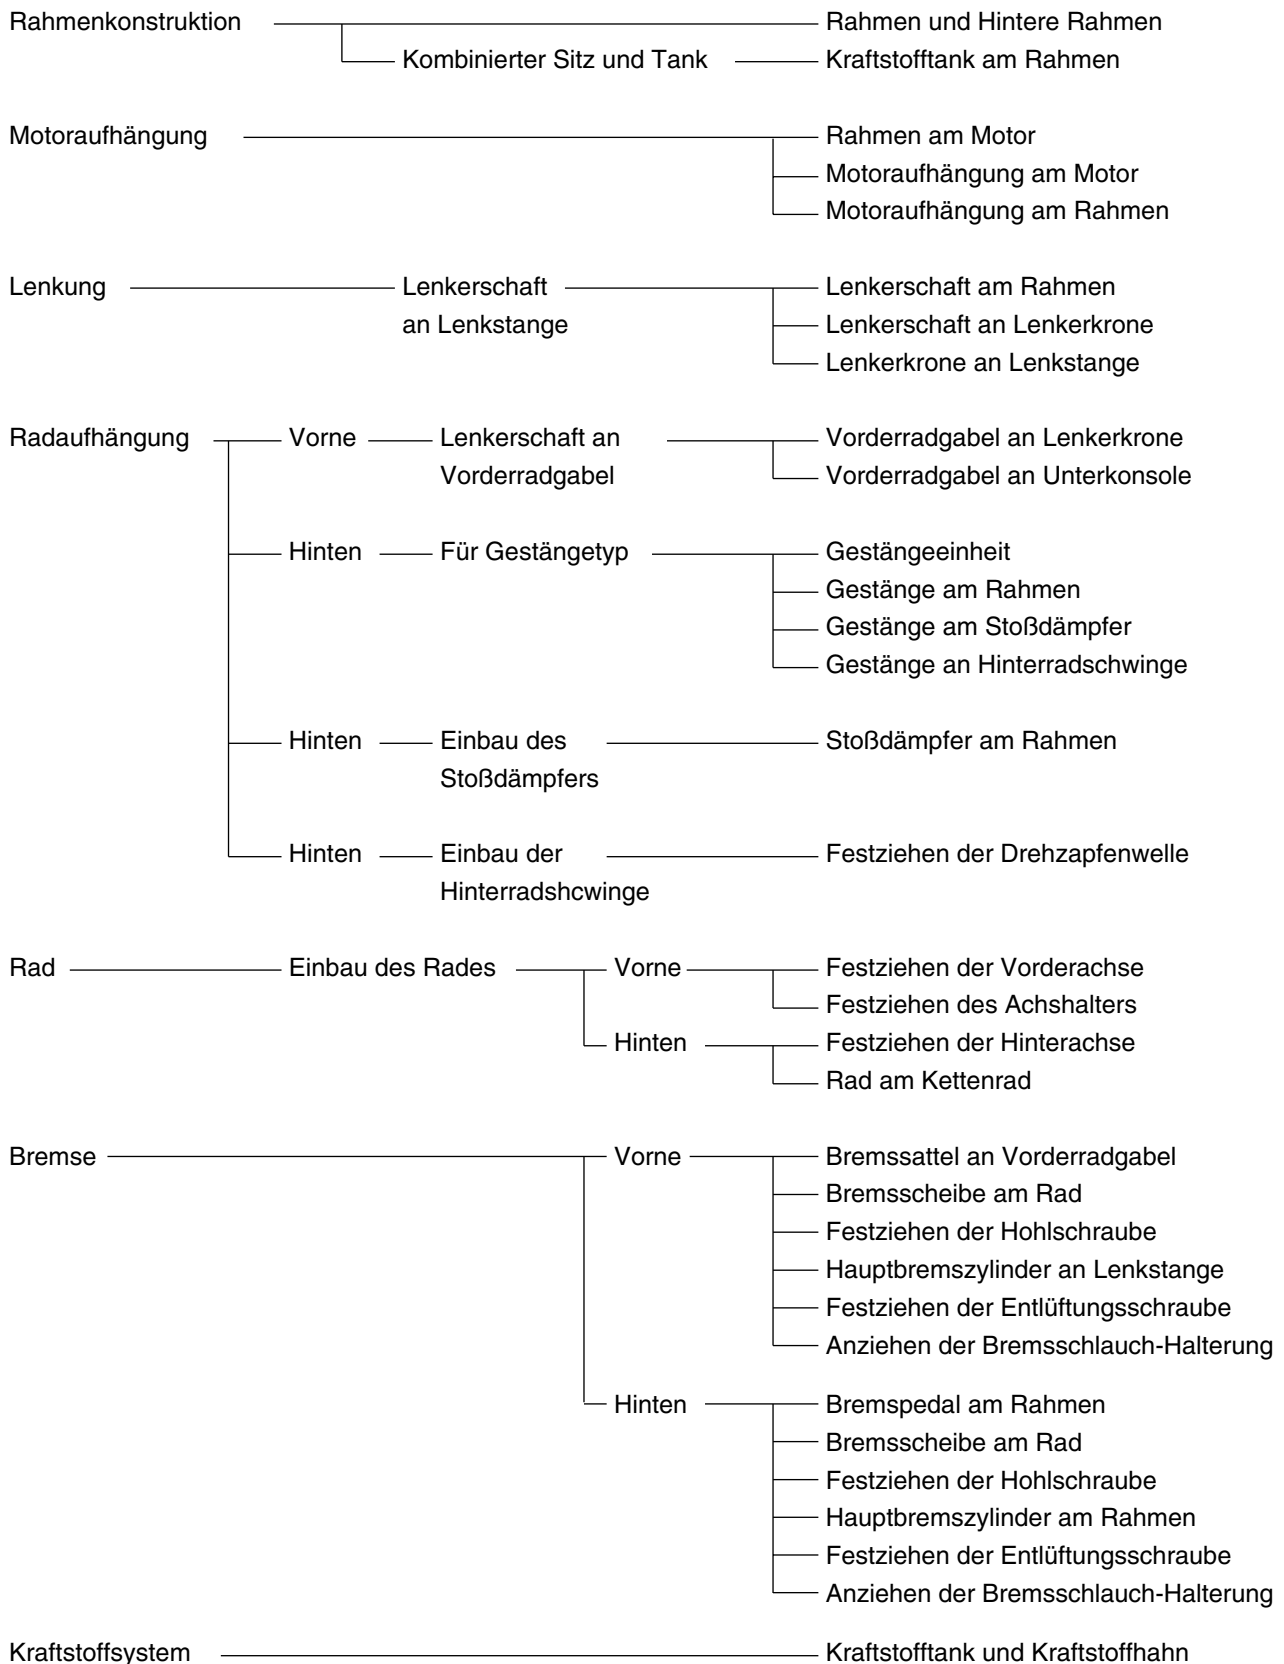 Rahmenkonstruktion Rahmen und Hintere Rahmen
Kombinierter Sitz und Tank Kraftstofftank am Rahmen
Motoraufhängung Rahmen am Motor
Motoraufhängung am Motor
Motoraufhängung am Rahmen
Lenkung Lenkerschaft Lenkerschaft am Rahmen
an Lenkstange Lenkerschaft an Lenkerkrone
Lenkerkrone an Lenkstange
Radaufhängung Vorne Lenkerschaft an Vorderradgabel an Lenkerkrone
Vorderradgabel Vorderradgabel an Unterkonsole
Hinten Für Gestängetyp Gestängeeinheit
Gestänge am Rahmen
Gestänge am Stoßdämpfer
Gestänge an Hinterradschwinge
Hinten Einbau des Stoßdämpfer am Rahmen
Stoßdämpfers
Hinten Einbau der Festziehen der Drehzapfenwelle
Hinterradshcwinge
Rad Einbau des Rades Vorne Festziehen der Vorderachse
Festziehen des Achshalters
Hinten Festziehen der Hinterachse
Rad am Kettenrad
Bremse Vorne Bremssattel an Vorderradgabel
Bremsscheibe am Rad
Festziehen der Hohlschraube
Hauptbremszylinder an Lenkstange
Festziehen der Entlüftungsschraube
Anziehen der Bremsschlauch-Halterung
Hinten Bremspedal am Rahmen
Bremsscheibe am Rad
Festziehen der Hohlschraube
Hauptbremszylinder am Rahmen
Festziehen der Entlüftungsschraube
Anziehen der Bremsschlauch-Halterung
Kraftstoffsystem Kraftstofftank und Kraftstoffhahn